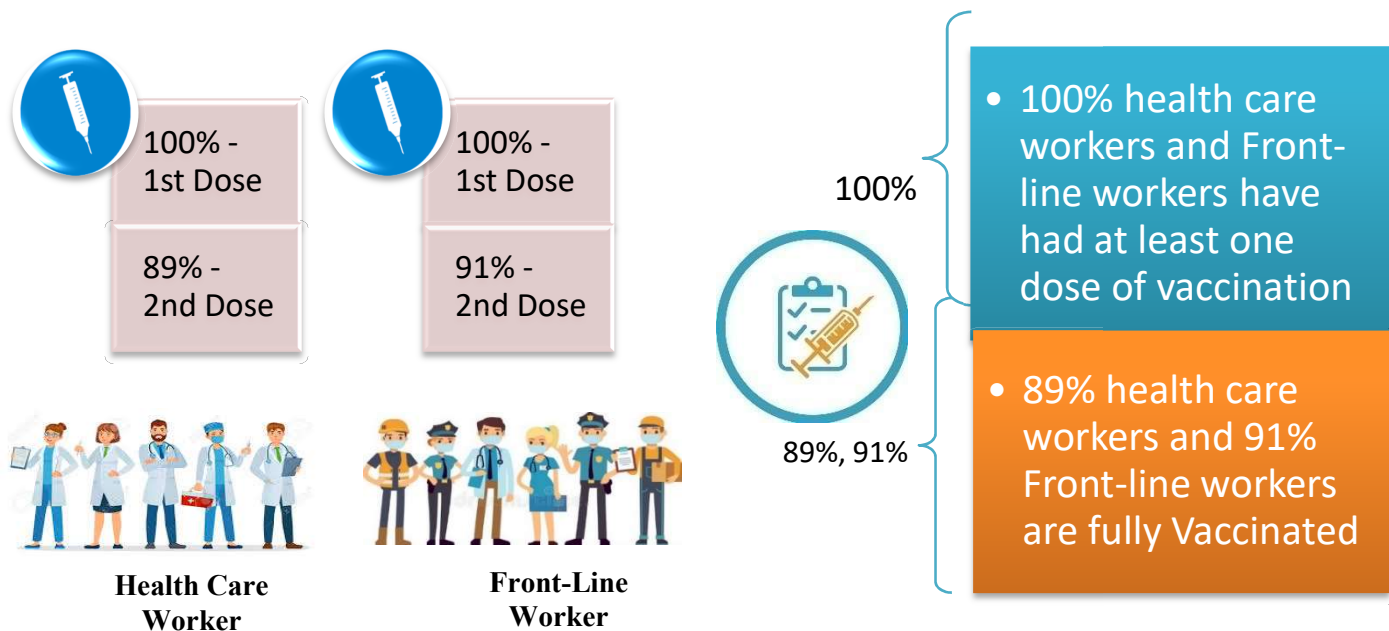 100% -
1st Dose
89% -
2nd Dose
Health Care
Worker
100% -
1st Dose
91% -
2nd Dose
Front-Line
Worker
100%
89%, 91%
• 100% health care
workers and Front-
line workers have
had at least one
dose of vaccination
• 89% health care
workers and 91%
Front-line workers
are fully Vaccinated